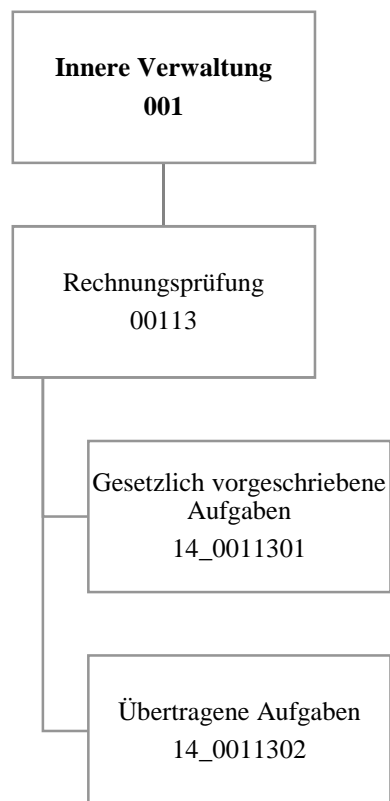 Innere Verwaltung
001
Rechnungsprüfung
00113
Gesetzlich vorgeschriebene
Aufgaben
14_0011301
Übertragene Aufgaben
14_0011302